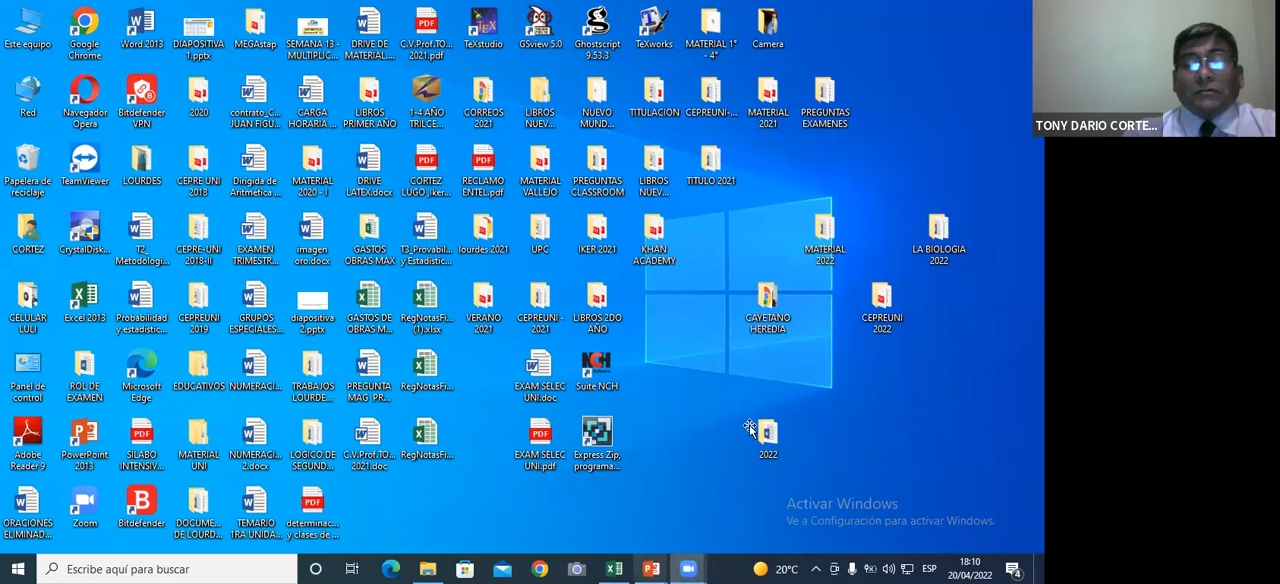 Este equipo
Google
Chrome
Word 2013
DIAPOSITIVA
1.pptx
MEGAstap
SEMANA 13 -
MULTIPLIC...
DRIVE DE
MATERIAL...
C.V.Prof.TO...
2021.pdf
TeXstudio
GSview 5.0
Ghostscript
9.53.3
TeXworks
MATERIAL 1°
- 4°
Camera
TONY DARIO CORTE...
Red
Navegador
Opera
Bitdefender
VPN
2020
contrato_C...
JUAN FIGU...
CARGA
HORARIA ...
LIBROS
PRIMER AÑO
1-4 AÑO
TRILCE...
CORREOS
2021
LIBROS
NUEV...
NUEVO
MUND...
TITULACION
CEPREUNI-...
MATERIAL
2021
PREGUNTAS
EXAMENES
Papelera de
reciclaje
TeamViewer
LOURDES
CEPRE UNI
2018
Dirigida de
Aritmética ...
MATERIAL
2020 - I
DRIVE
LATEX.docx
CORTEZ
LUGO ,Iker...
RECLAMO
ENTEL.pdf
MATERIAL
VALLEJO
PREGUNTAS
CLASSROOM
LIBROS
NUEV...
TITULO 2021
CORTEZ
CrystalDisk...
T2_
Metodologi...
CEPRE-UNI
2018-II
EXAMEN
TRIMESTR...
imagen
oro.docx
GASTOS
OBRAS MAX
T3_Provabil...
y Estadistic...
lourdes 2021
UPC
IKER 2021
KHAN
ACADEMY
MATERIAL
2022
LA BIOLOGIA
2022
CELULAR
LULI
Excel 2013
Probabilidad
y estadistic...
CEPREUNI
2019
GRUPOS
ESPECIALES...
diapositiva
2.pptx
GASTOS DE
OBRAS M...
RegNotasFi...
(1).xlsx
VERANO
2021
CEPREUNI -
2021
LIBROS 2DO
AÑO
CAYETANO
HEREDIA
CEPREUNI
2022
Panel de
control
ROL DE
EXAMEN
Microsoft
Edge
EDUCATIVOS
NUMERACI...
TRABAJOS
LOURDE...
PREGUNTA
MAG PR...
RegNotasFi...
EXAM SELEC
UNI.doc
Suite NCH
Adobe
Reader 9
PowerPoint
2013
SILABO
INTENSIV...
MATERIAL
UNI
NUMERACI...
2.docx
LOGICO DE
SEGUND...
C.V.Prof.TO...
2021.doc
RegNotasFi...
EXAM SELEC
UNI.pdf
Express Zip,
programa...
2022
ORACIONES
ELIMINAD...
Zoom
Bitdefender
DOCUME...
DE LOURD...
TEMARIO
1RA UNIDA...
determinac...
y clases de ...
Activar Windows
Ve a Configuración para activar Windows.
Escribe aquí para buscar
20°C
ESP
18:10
20/04/2022
4